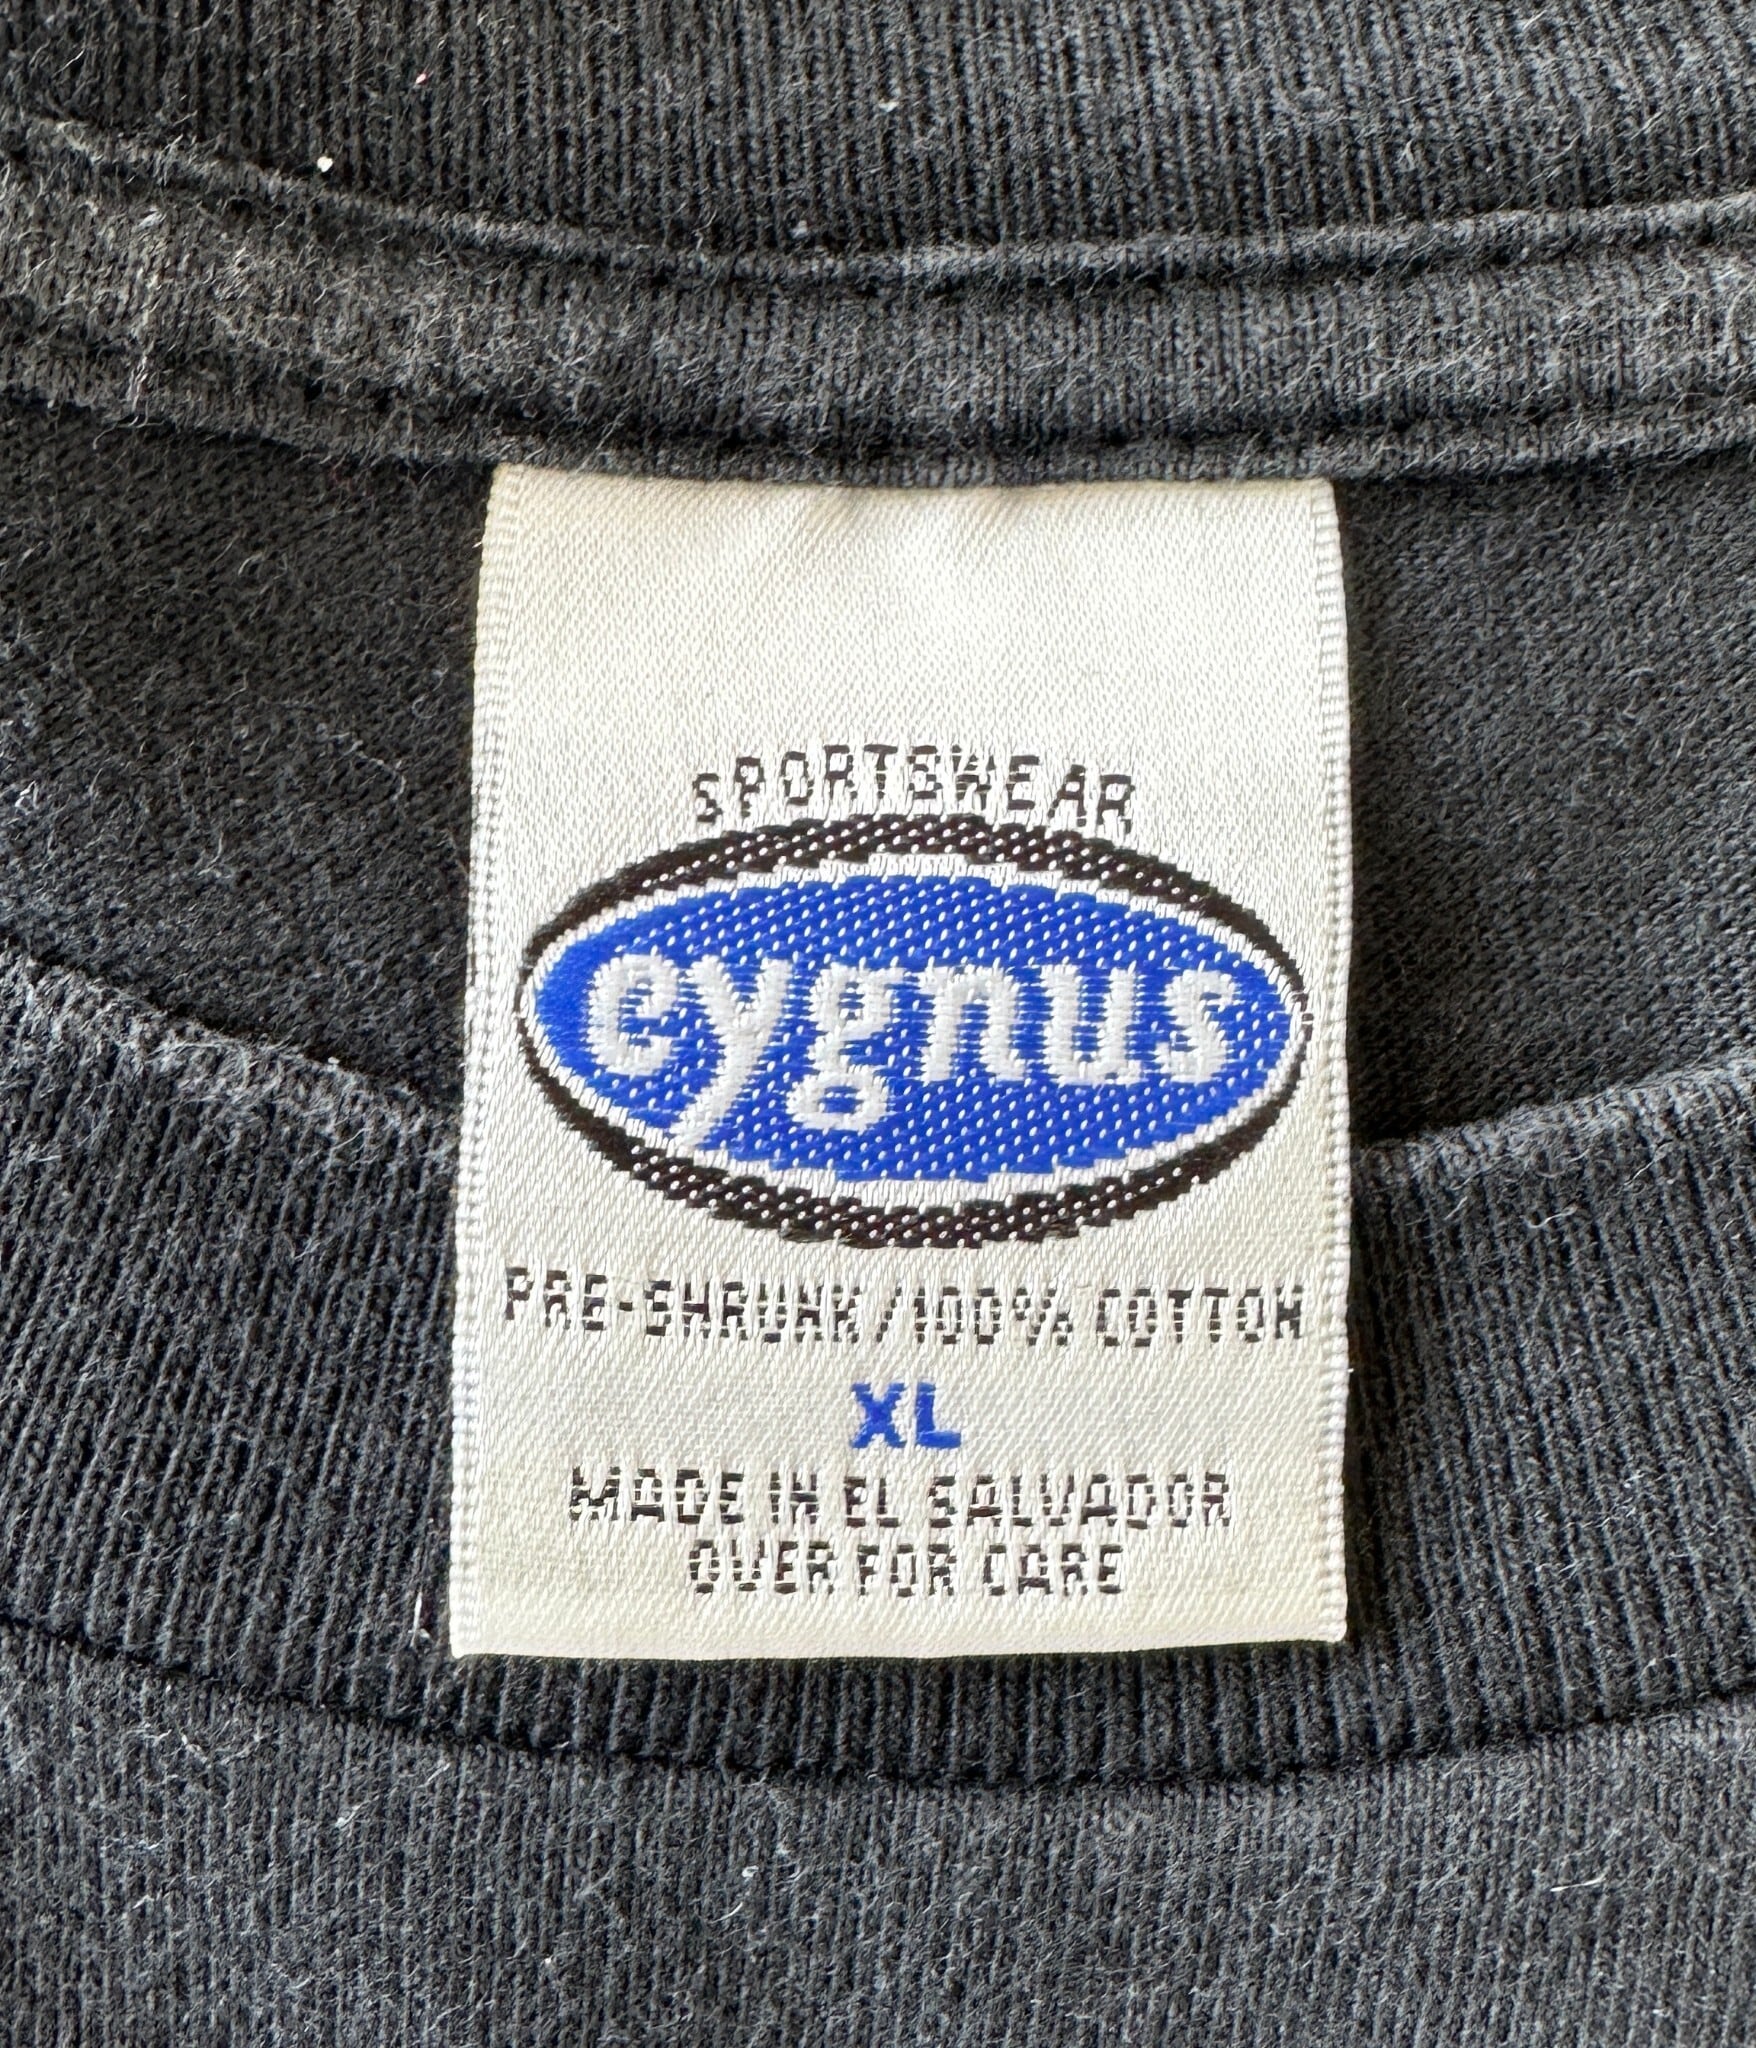 SPORTSWEAR
cygnus
PRE-SHRUNK/100% COTTON
XL
MADE IN EL SALVADOR
OVER FOR CARE